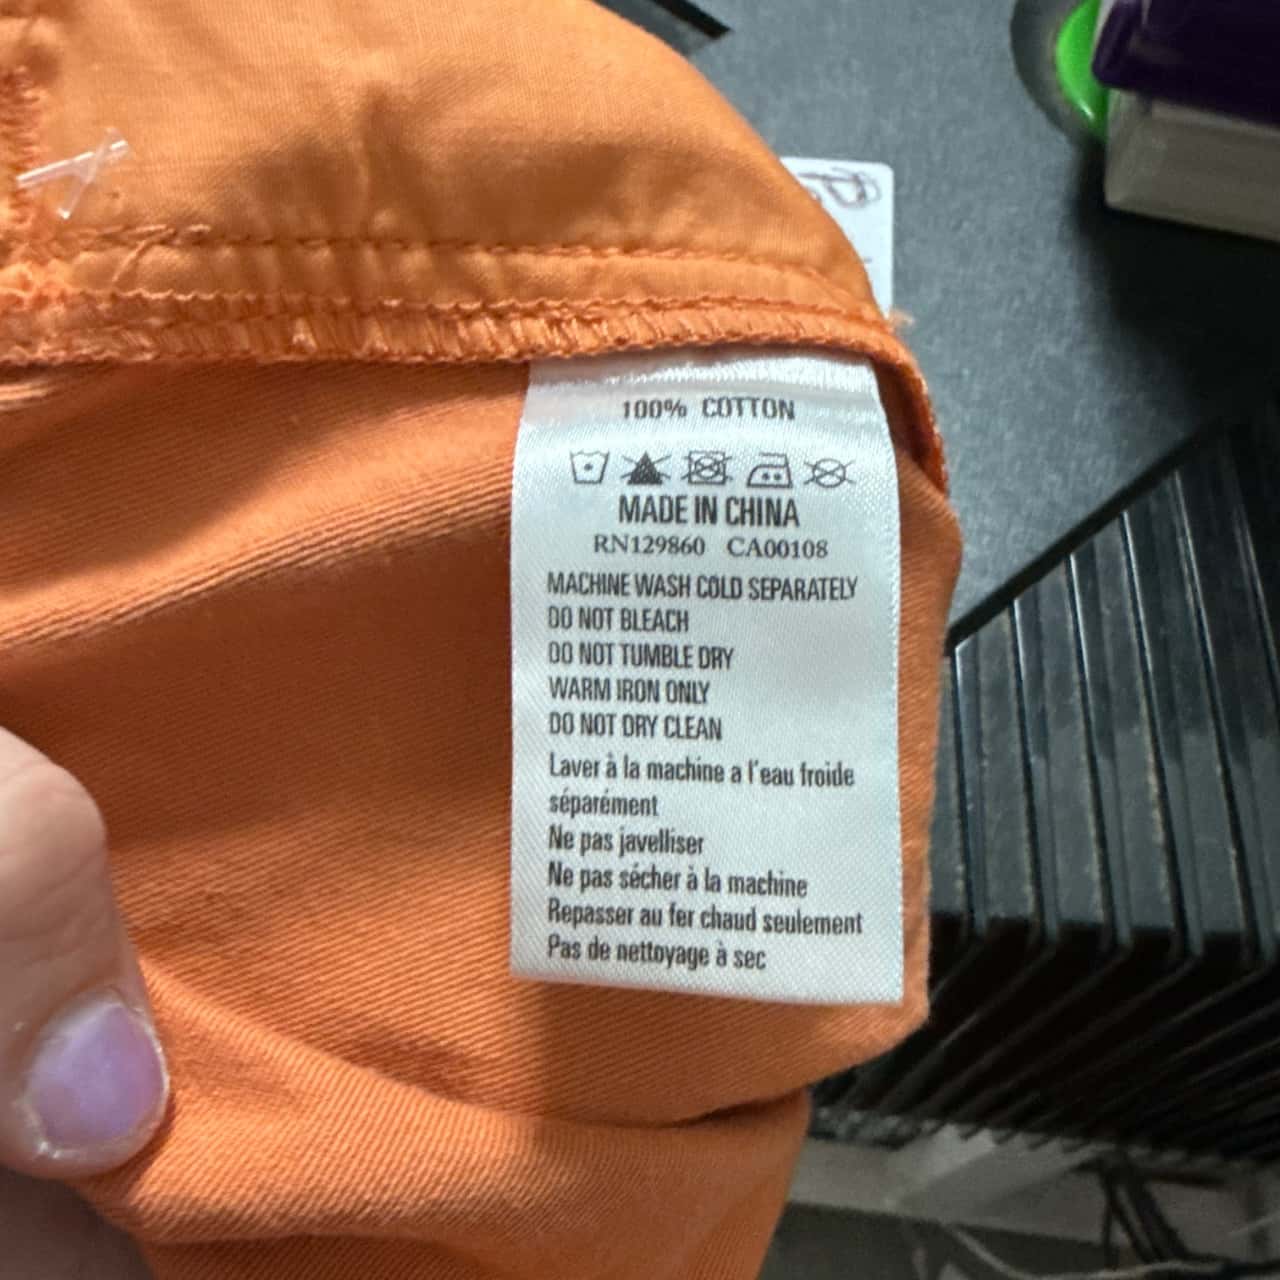 100% COTTON
MADE IN CHINA
RN129860 CA00108
MACHINE WASH COLD SEPARATELY
DO NOT BLEACH
DO NOT TUMBLE DRY
WARM IRON ONLY
DO NOT DRY CLEAN
Laver à la machine a l'eau froide
séparément
Ne pas javelliser
Ne pas sécher à la machine
Repasser au fer chaud seulement
Pas de nettoyage à sec